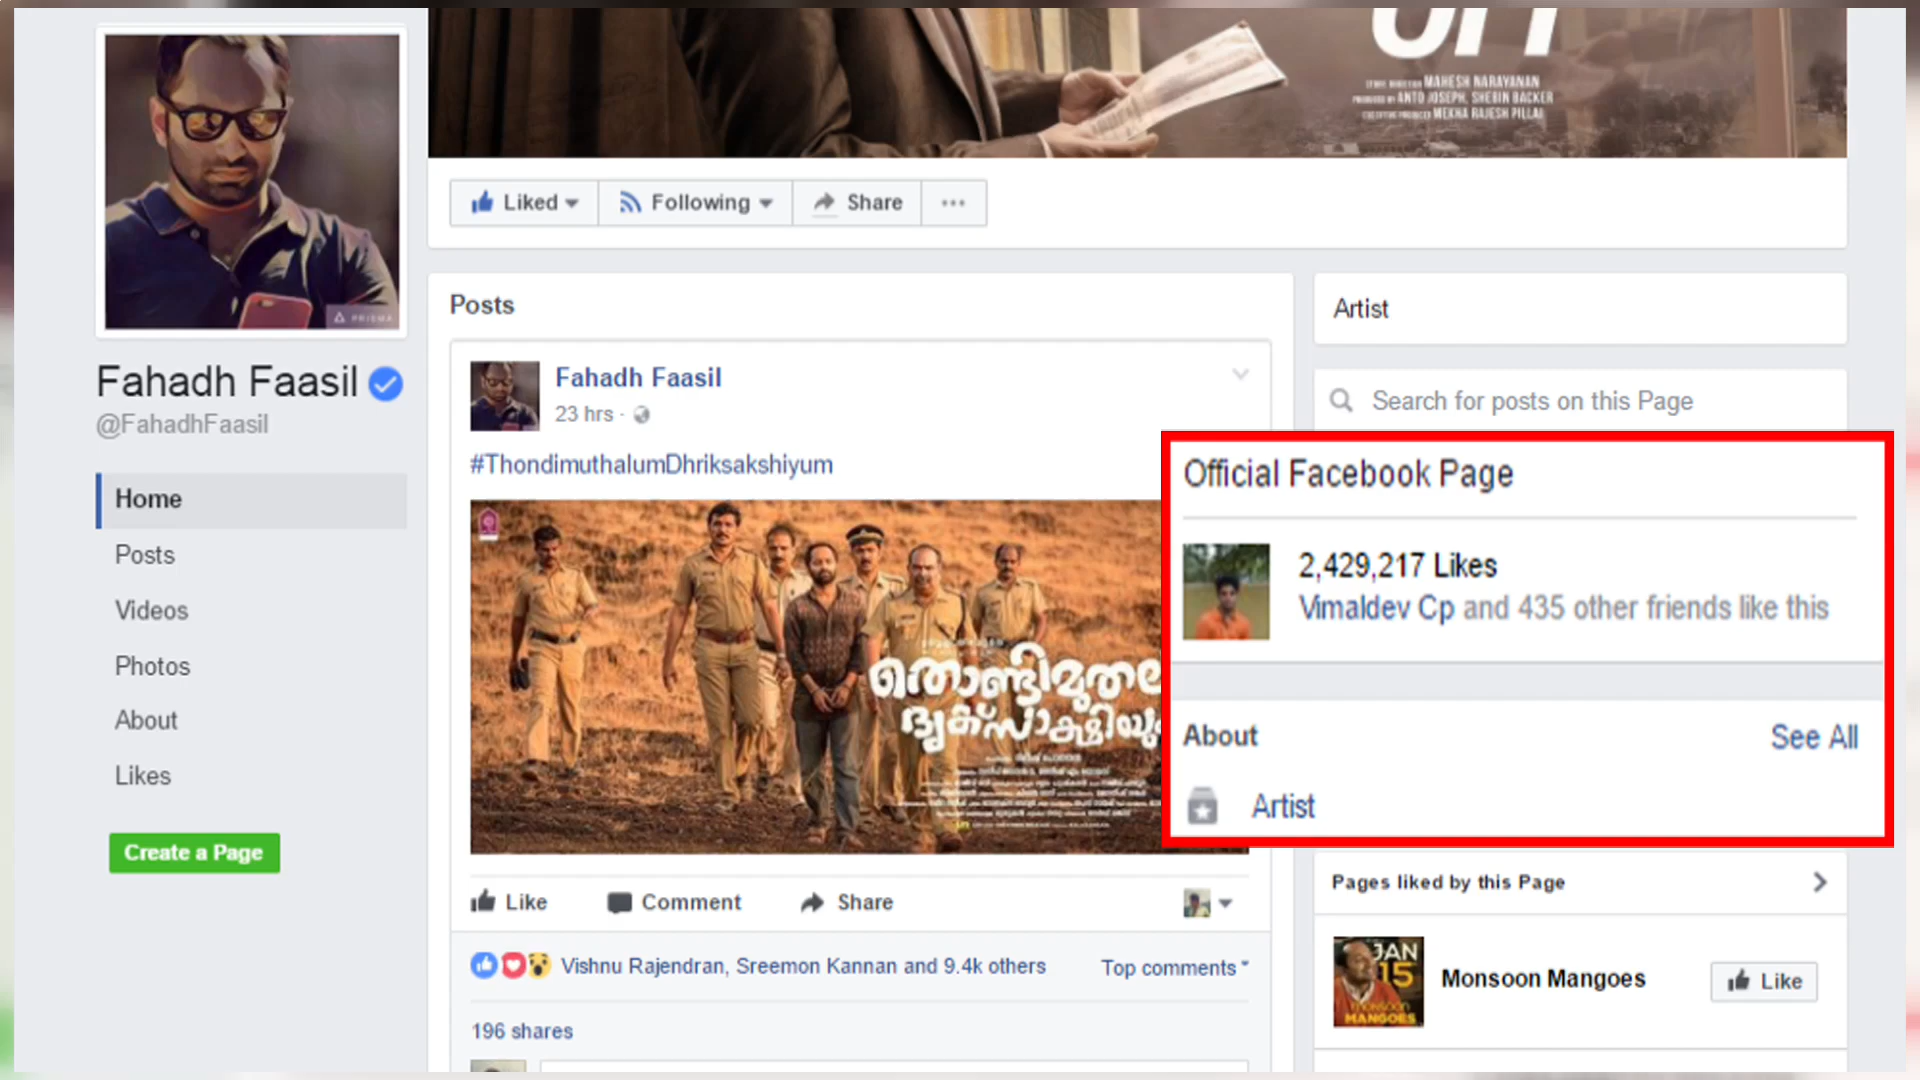 MAHESH NARAYANAN
ANTO JOSEPH, SHEBIN BACKER
MEKHA RAJESH PILLAI
Liked
Following
Share
PRISMA
Fahadh Faasil
@FahadhFaasil
Home
Posts
Videos
Photos
About
Likes
Create a Page
Posts
Fahadh Faasil
23 hrs ·
#ThondimuthalumDhriksakshiyum
തൊണ്ടിമുതല
ദൃക്സാക്ഷിയു
Like Comment Share
Vishnu Rajendran, Sreemon Kannan and 9.4k others
Top comments
196 shares
Artist
Search for posts on this Page
Official Facebook Page
2,429,217 Likes
Vimaldev Cp and 435 other friends like this
About See All
Artist
Pages liked by this Page
JAN
15
MONSOON
MANGOES
Monsoon Mangoes
Like